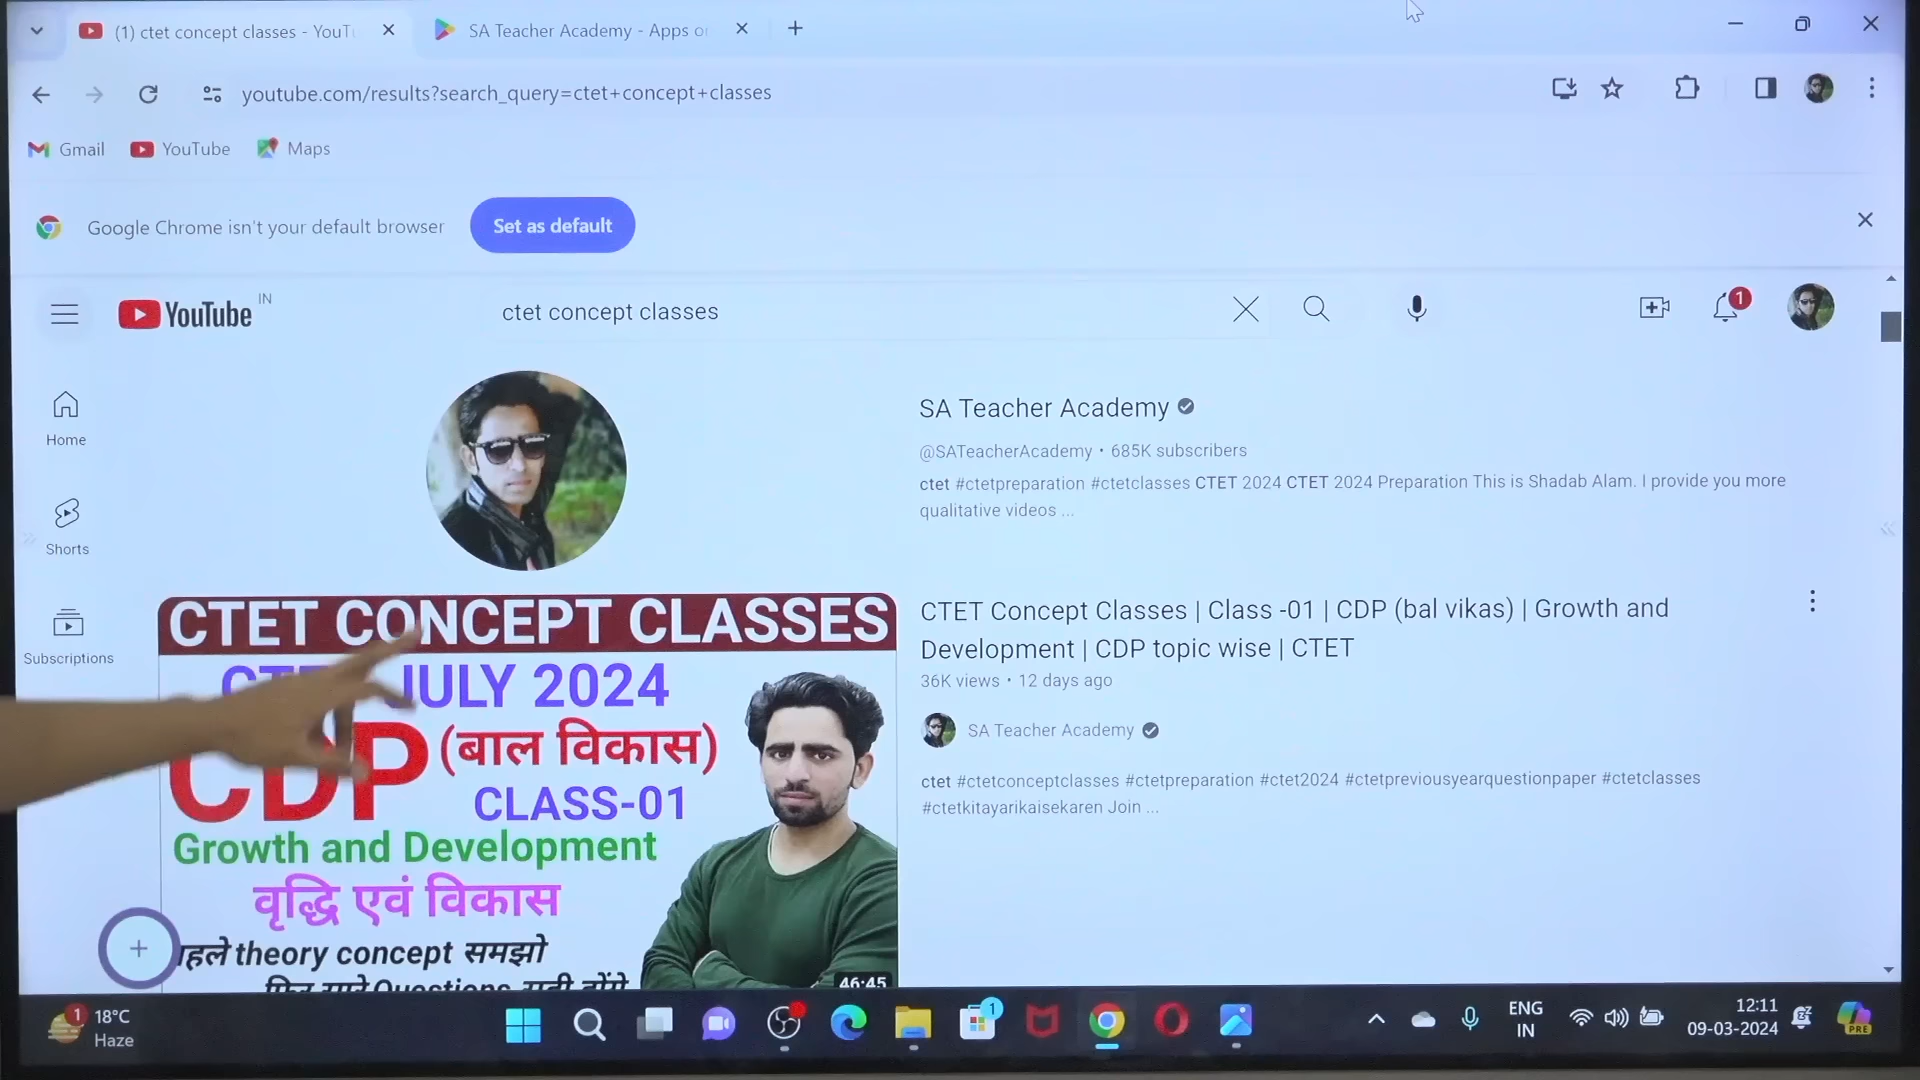 (1) ctet concept classes - YouTu
SA Teacher Academy - Apps on
youtube.com/results?search_query=ctet+concept+classes
Gmail YouTube Maps
Google Chrome isn't your default browser Set as default
YouTube IN
ctet concept classes
1
Home
Shorts
Subscriptions
SA Teacher Academy
@SATeacherAcademy • 685K subscribers
ctet #ctetpreparation #ctetclasses CTET 2024 CTET 2024 Preparation This is Shadab Alam. I provide you more
qualitative videos ...
CTET CONCEPT CLASSES
JULY 2024
CDP (बाल विकास)
CLASS-01
Growth and Development
वृद्धि एवं विकास
theory concept समझो
46:45
CTET Concept Classes | Class -01 | CDP (bal vikas) | Growth and
Development | CDP topic wise | CTET
36K views • 12 days ago
SA Teacher Academy
ctet #ctetconceptclasses #ctetpreparation #ctet2024 #ctetpreviousyearquestionpaper #ctetclasses
#ctetkitayarikaisekaren Join ...
1
18°C
Haze
1
ENG
IN
12:11
09-03-2024
PRE